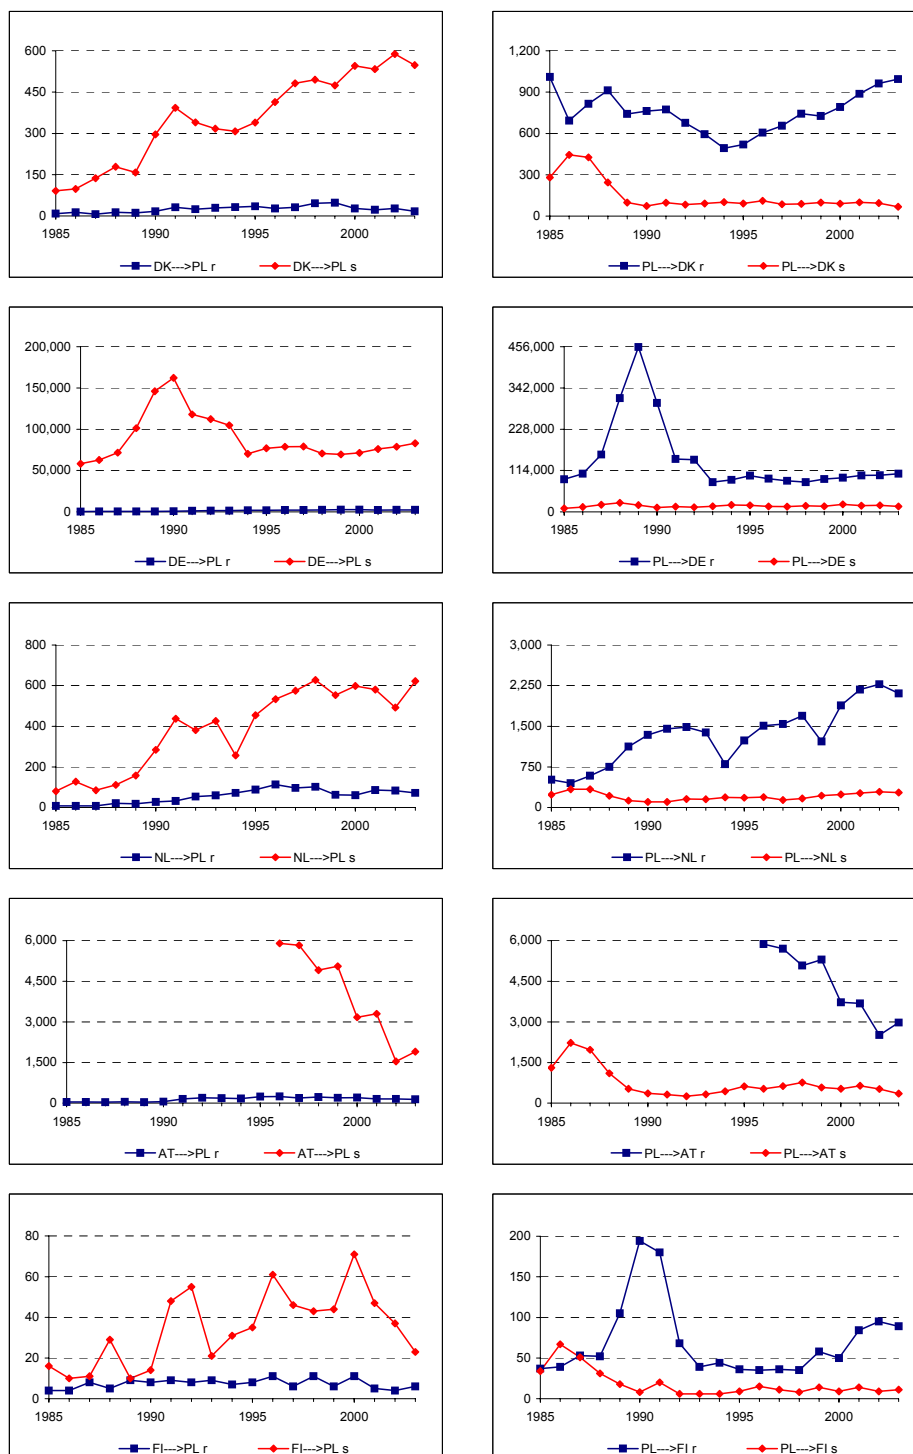 600
450
300
150
0
1985 1990 1995 2000
DK--->PL r DK--->PL s
1,200
900
600
300
0
1985 1990 1995 2000
PL--->DK r PL--->DK s
200,000
150,000
100,000
50,000
0
1985 1990 1995 2000
DE--->PL r DE--->PL s
456,000
342,000
228,000
114,000
0
1985 1990 1995 2000
PL--->DE r PL--->DE s
800
600
400
200
0
1985 1990 1995 2000
NL--->PL r NL--->PL s
3,000
2,250
1,500
750
0
1985 1990 1995 2000
PL--->NL r PL--->NL s
6,000
4,500
3,000
1,500
0
1985 1990 1995 2000
AT--->PL r AT--->PL s
6,000
4,500
3,000
1,500
0
1985 1990 1995 2000
PL--->AT r PL--->AT s
80
60
40
20
0
1985 1990 1995 2000
FI--->PL r FI--->PL s
200
150
100
50
0
1985 1990 1995 2000
PL--->FI r PL--->FI s